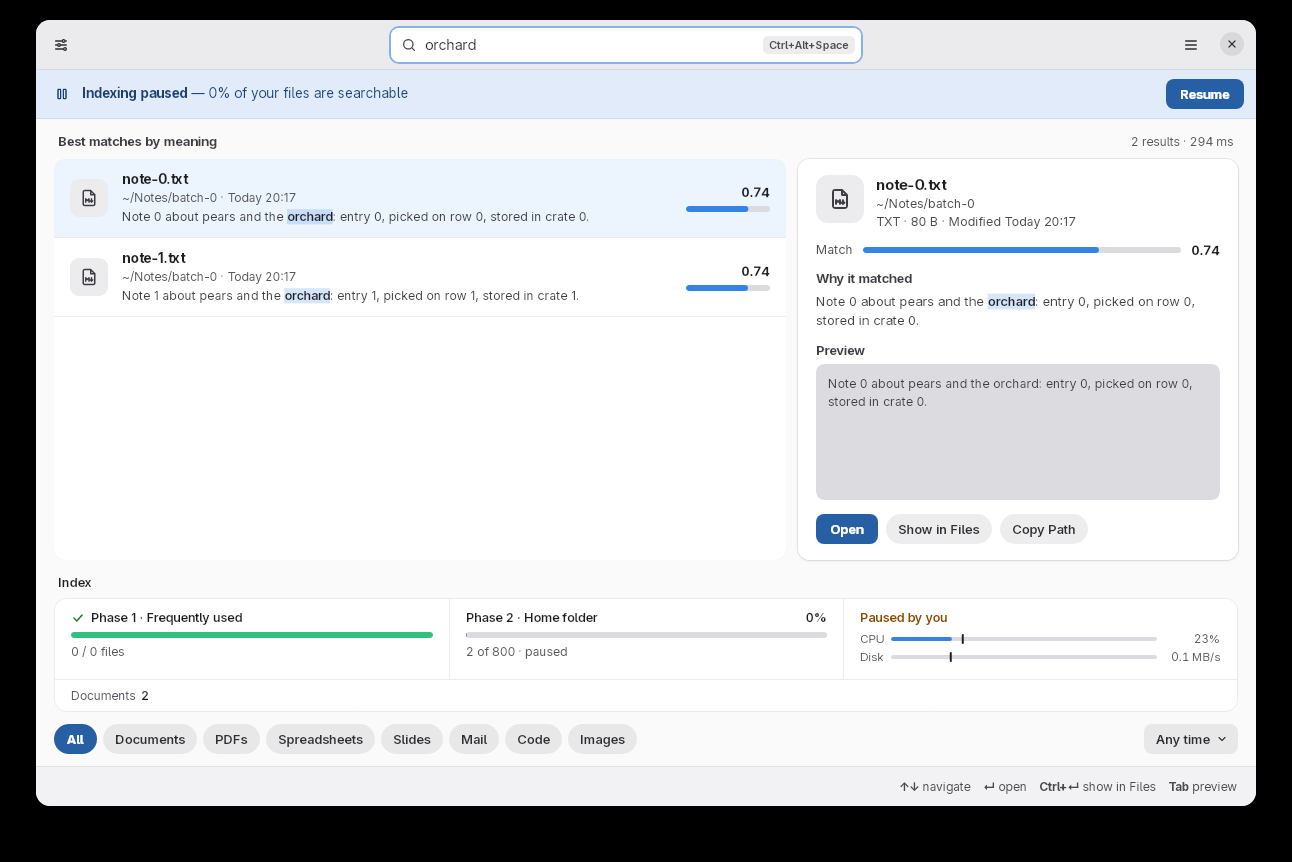 orchard
Ctrl+Alt+Space
Indexing paused — 0% of your files are searchable
Resume
Best matches by meaning
2 results · 294 ms
note-0.txt
~/Notes/batch-0 · Today 20:17
Note 0 about pears and the orchard: entry 0, picked on row 0, stored in crate 0.
0.74
note-1.txt
~/Notes/batch-0 · Today 20:17
Note 1 about pears and the orchard: entry 1, picked on row 1, stored in crate 1.
0.74
note-0.txt
~/Notes/batch-0
TXT · 80 B · Modified Today 20:17
Match 0.74
Why it matched
Note 0 about pears and the orchard: entry 0, picked on row 0,
stored in crate 0.
Preview
Note 0 about pears and the orchard: entry 0, picked on row 0,
stored in crate 0.
Open Show in Files Copy Path
Index
Phase 1 · Frequently used
0 / 0 files
Phase 2 · Home folder 0%
2 of 800 · paused
Paused by you
CPU 23%
Disk 0.1 MB/s
Documents 2
All Documents PDFs Spreadsheets Slides Mail Code Images Any time
↑↓ navigate ↵ open Ctrl+↵ show in Files Tab preview